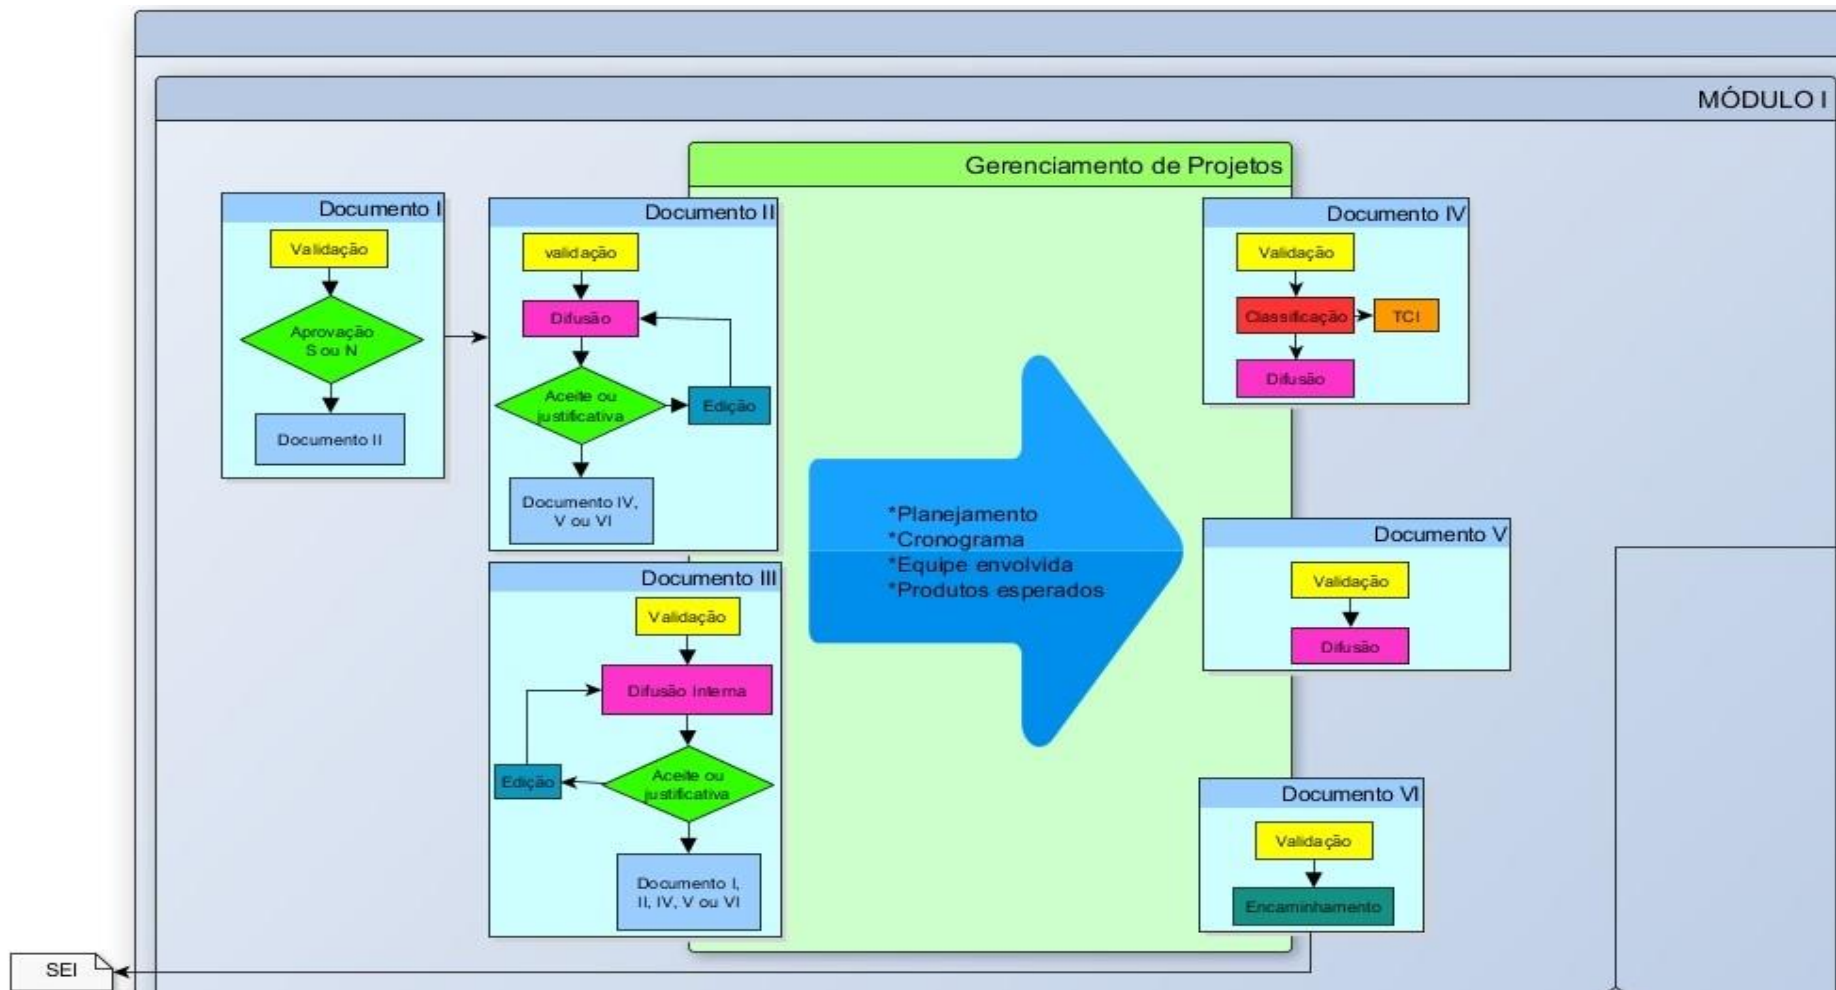 MÓDULO I
Gerenciamento de Projetos
Documento I
Validação
Aprovação
S ou N
Documento II
Documento II
validação
Difusão
Aceite ou
justificativa
Edição
Documento IV,
V ou VI
Documento III
Validação
Difusão Interna
Aceite ou
justificativa
Edição
Documento I,
II, IV, V ou VI
*Planejamento
*Cronograma
*Equipe envolvida
*Produtos esperados
Documento IV
Validação
Classificação
TCI
Difusão
Documento V
Validação
Difusão
Documento VI
Validação
Encaminhamento
SEI